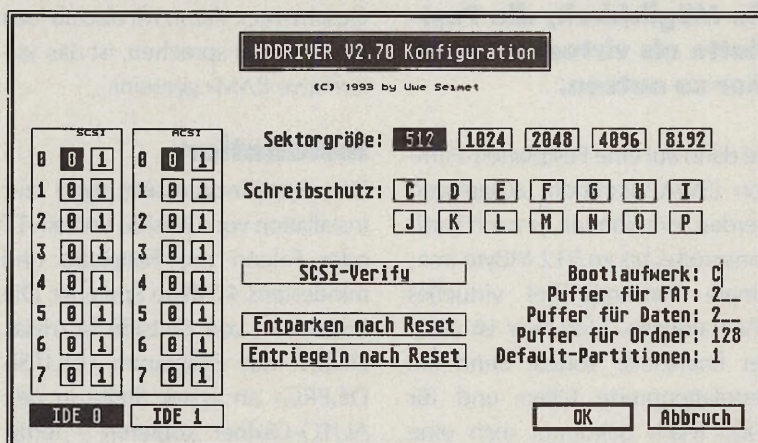 HDDRIVER V2.70 Konfiguration
(C) 1993 by Uwe Seimet
SCSI ACSI
0 0 1 0 0 1
1 0 1 1 0 1
2 0 1 2 0 1
3 0 1 3 0 1
4 0 1 4 0 1
5 0 1 5 0 1
6 0 1 6 0 1
7 0 1 7 0 1
IDE 0 IDE 1
Sektorgröße: 512 1024 2048 4096 8192
Schreibschutz: C D E F G H I
J K L M N O P
SCSI-Verify
Entparken nach Reset
Entriegeln nach Reset
Bootlaufwerk: C
Puffer für FAT: 2__
Puffer für Daten: 2__
Puffer für Ordner: 128
Default-Partitionen: 2
OK Abbruch